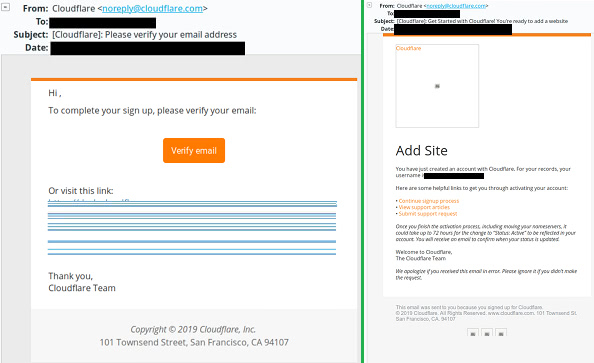 From: Cloudflare <noreply@cloudflare.com>
To:
Subject: [Cloudflare]: Please verify your email address
Date:
Hi ,
To complete your sign up, please verify your email:
Verify email
Or visit this link:
Thank you,
Cloudflare Team
Copyright © 2019 Cloudflare, Inc.
101 Townsend Street, San Francisco, CA 94107
From: Cloudflare <noreply@cloudflare.com>
To:
Subject: [Cloudflare]: Get Started with Cloudflare! You're ready to add a website
Date:
Cloudflare
Add Site
You have just created an account with Cloudflare. For your records, your
username
Here are some helpful links to get you through activating your account:
• Continue signup process
• View support articles
• Submit support request
Once you finish the activation process, including moving your nameservers, it
could take up to 72 hours for the change to "Status: Active" to be reflected in your
account. You will receive an email to confirm when your status is updated.
Welcome to Cloudflare,
The Cloudflare Team
We apologize if you received this email in error. Please ignore it if you didn't make
the request.
This email was sent to you because you signed up for Cloudflare.
© 2019 Cloudflare. All Rights Reserved. www.cloudflare.com. 101 Townsend St,
San Francisco, CA. 94107